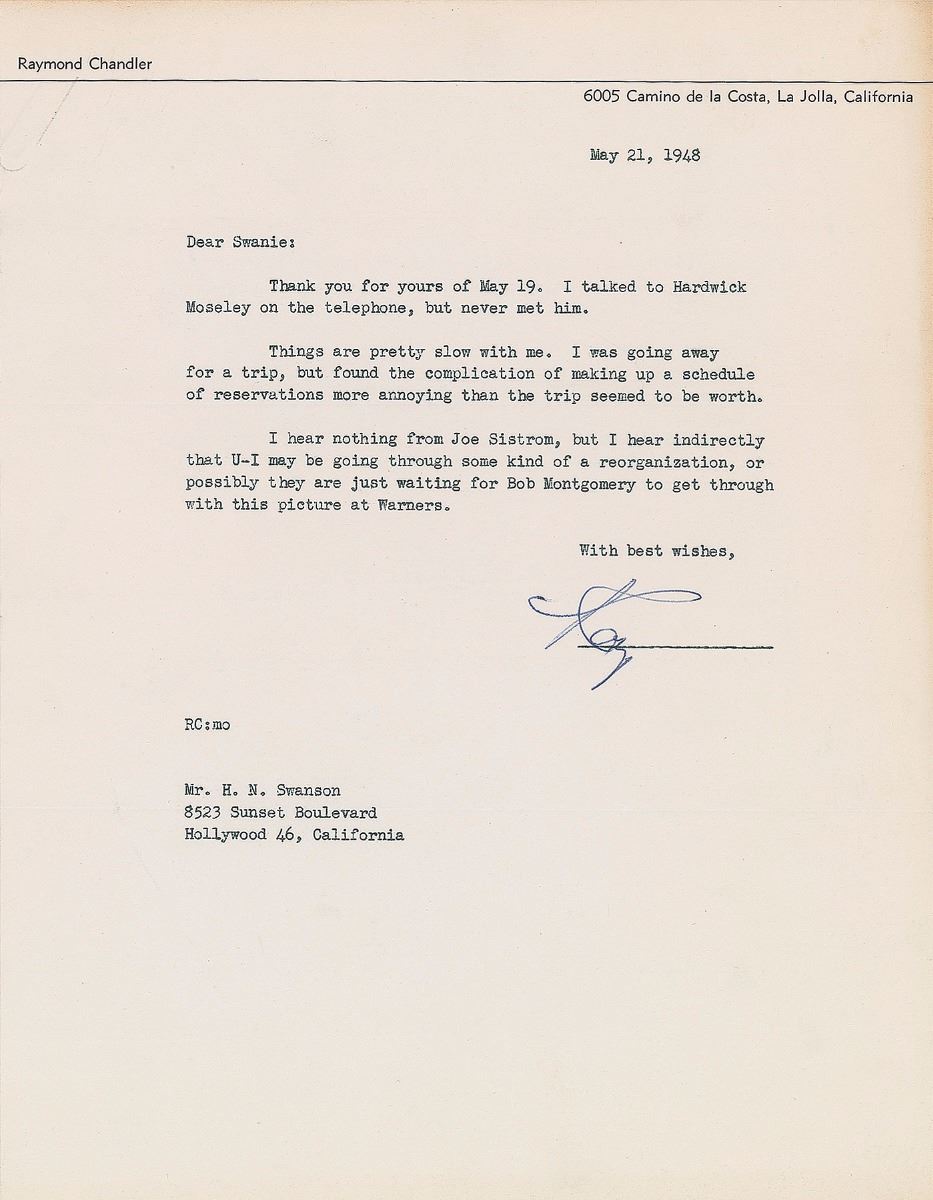 Raymond Chandler
6005 Camino de la Costa, La Jolla, California
May 21, 1948
Dear Swanie:
Thank you for yours of May 19. I talked to Hardwick
Moseley on the telephone, but never met him.
Things are pretty slow with me. I was going away
for a trip, but found the complication of making up a schedule
of reservations more annoying than the trip seemed to be worth.
I hear nothing from Joe Sistrom, but I hear indirectly
that U-I may be going through some kind of a reorganization, or
possibly they are just waiting for Bob Montgomery to get through
with this picture at Warners.
With best wishes,
Ray
RC:mo
Mr. H. N. Swanson
8523 Sunset Boulevard
Hollywood 46, California